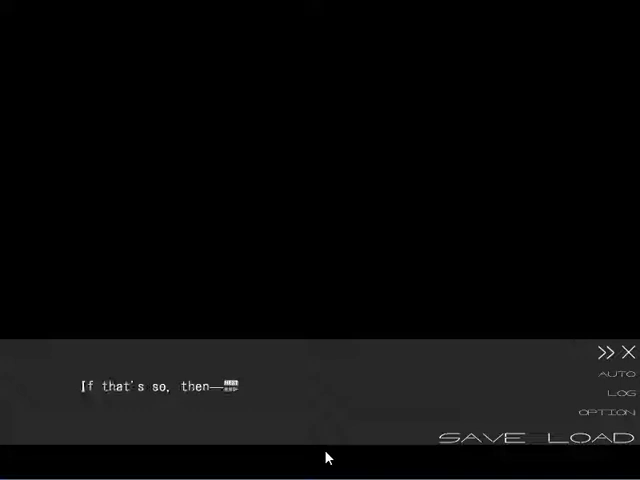 >> X
AUTO
LOG
If that's so, then—
OPTION
SAVE LOAD